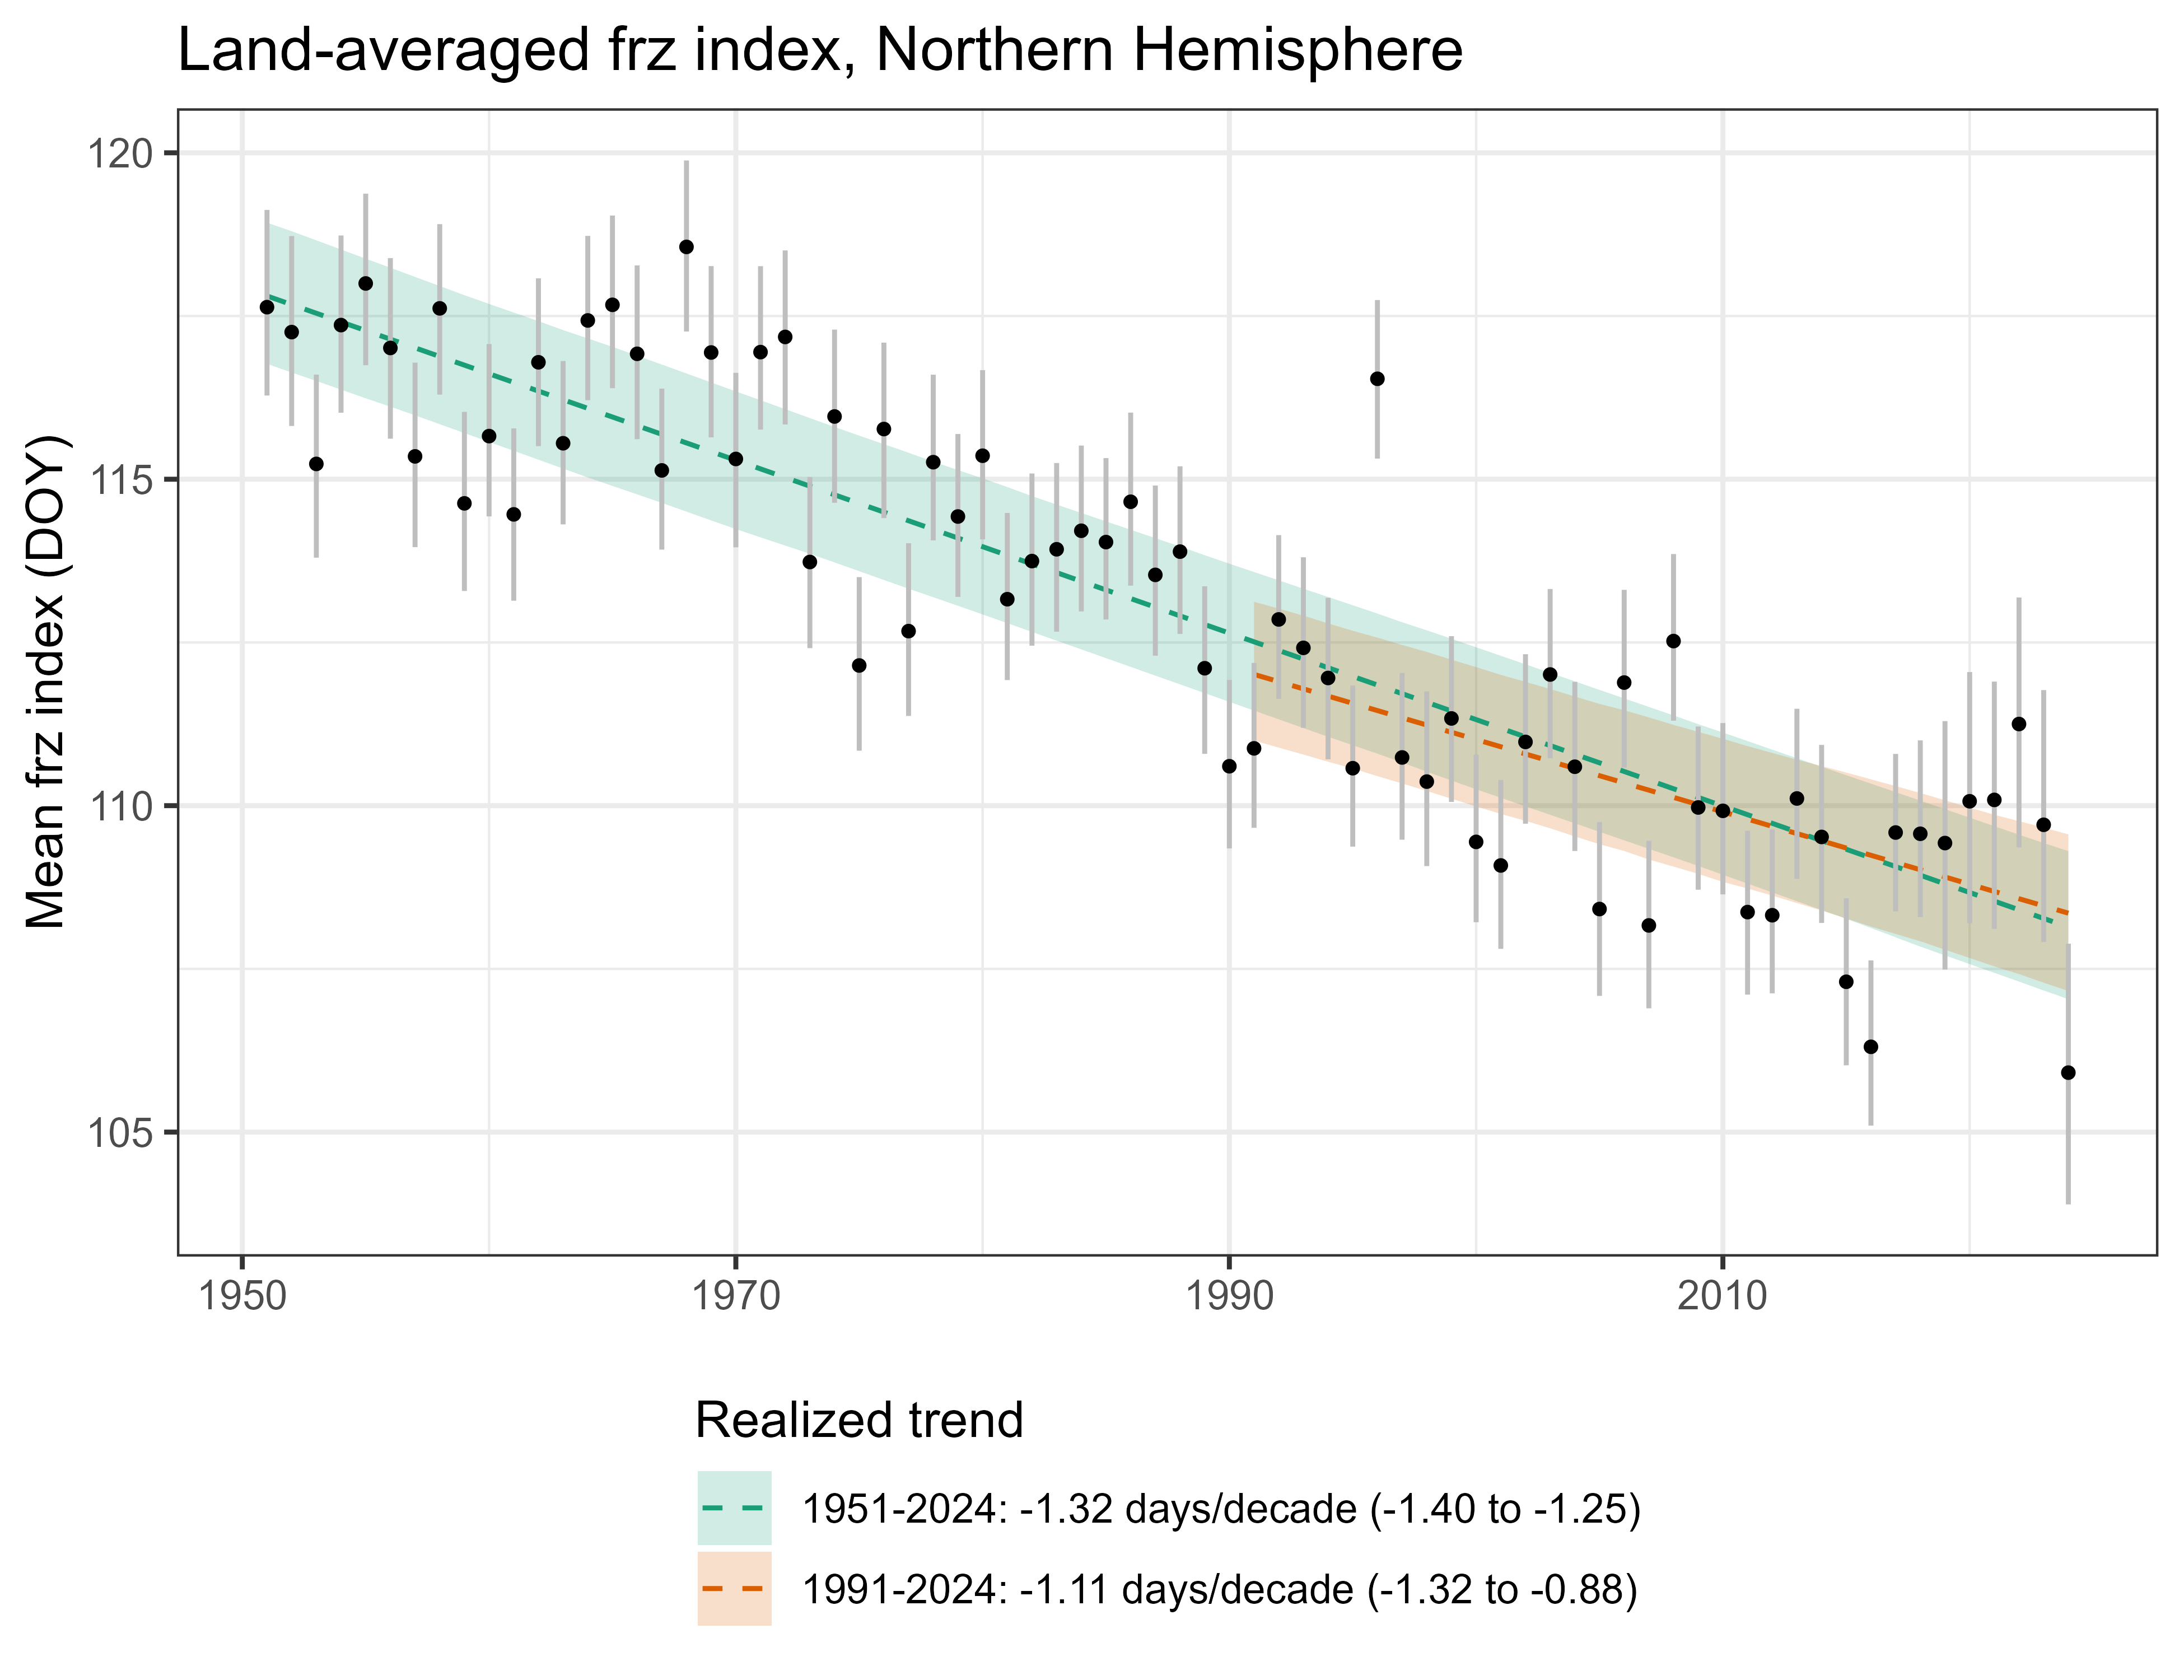 Land-averaged frz index, Northern Hemisphere
Mean frz index (DOY)
120
115
110
105
1950
1970
1990
2010
Realized trend
1951-2024: -1.32 days/decade (-1.40 to -1.25)
1991-2024: -1.11 days/decade (-1.32 to -0.88)